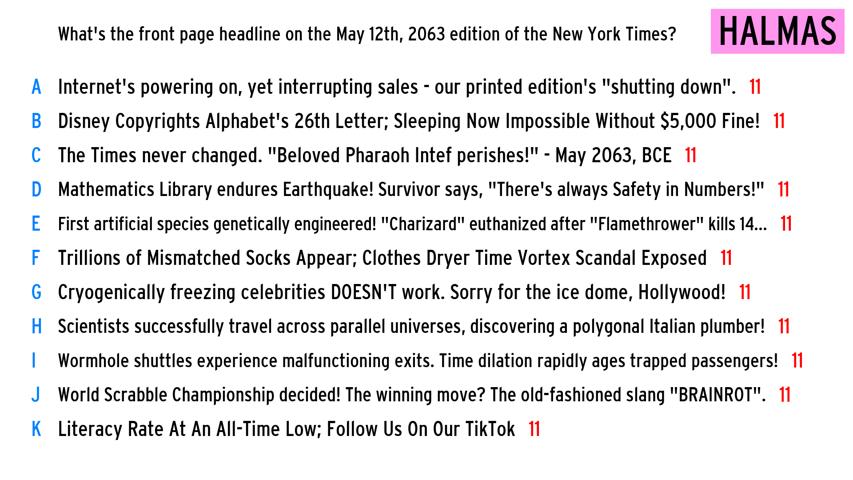 What's the front page headline on the May 12th, 2063 edition of the New York Times?
HALMAS
A Internet's powering on, yet interrupting sales - our printed edition's "shutting down". 11
B Disney Copyrights Alphabet's 26th Letter; Sleeping Now Impossible Without $5,000 Fine! 11
C The Times never changed. "Beloved Pharaoh Intef perishes!" - May 2063, BCE 11
D Mathematics Library endures Earthquake! Survivor says, "There's always Safety in Numbers!" 11
E First artificial species genetically engineered! "Charizard" euthanized after "Flamethrower" kills 14... 11
F Trillions of Mismatched Socks Appear; Clothes Dryer Time Vortex Scandal Exposed 11
G Cryogenically freezing celebrities DOESN'T work. Sorry for the ice dome, Hollywood! 11
H Scientists successfully travel across parallel universes, discovering a polygonal Italian plumber! 11
I Wormhole shuttles experience malfunctioning exits. Time dilation rapidly ages trapped passengers! 11
J World Scrabble Championship decided! The winning move? The old-fashioned slang "BRAINROT". 11
K Literacy Rate At An All-Time Low; Follow Us On Our TikTok 11